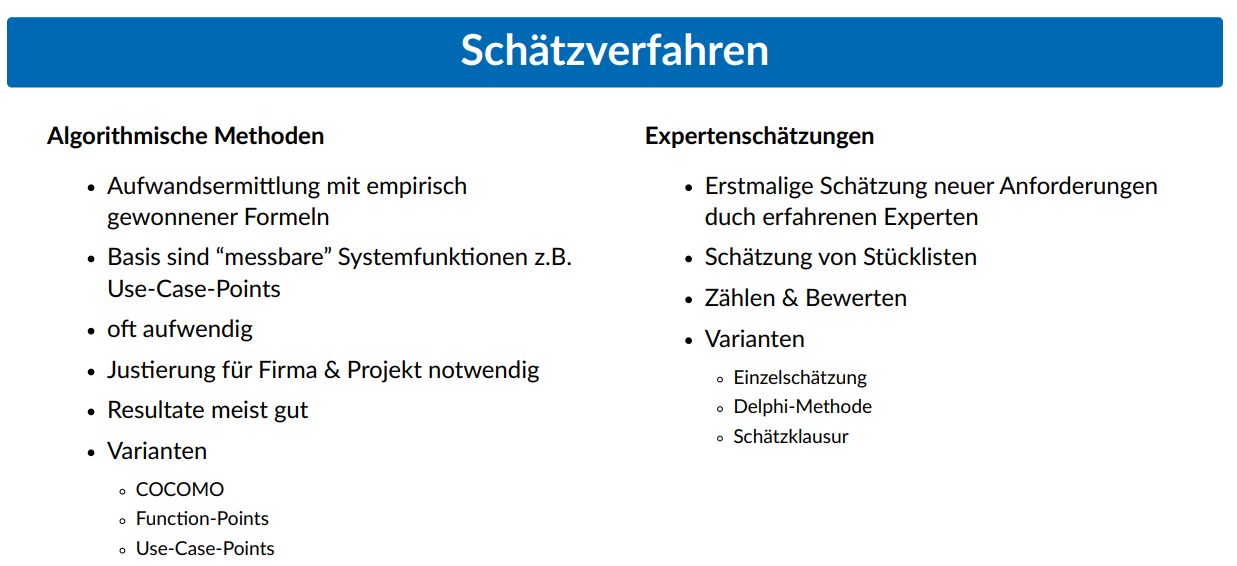 Schätzverfahren
Algorithmische Methoden
• Aufwandsermittlung mit empirisch
gewonnener Formeln
• Basis sind “messbare” Systemfunktionen z.B.
Use-Case-Points
• oft aufwendig
• Justierung für Firma & Projekt notwendig
• Resultate meist gut
• Varianten
◦ COCOMO
◦ Function-Points
◦ Use-Case-Points
Expertenschätzungen
• Erstmalige Schätzung neuer Anforderungen
duch erfahrenen Experten
• Schätzung von Stücklisten
• Zählen & Bewerten
• Varianten
◦ Einzelschätzung
◦ Delphi-Methode
◦ Schätzklausur